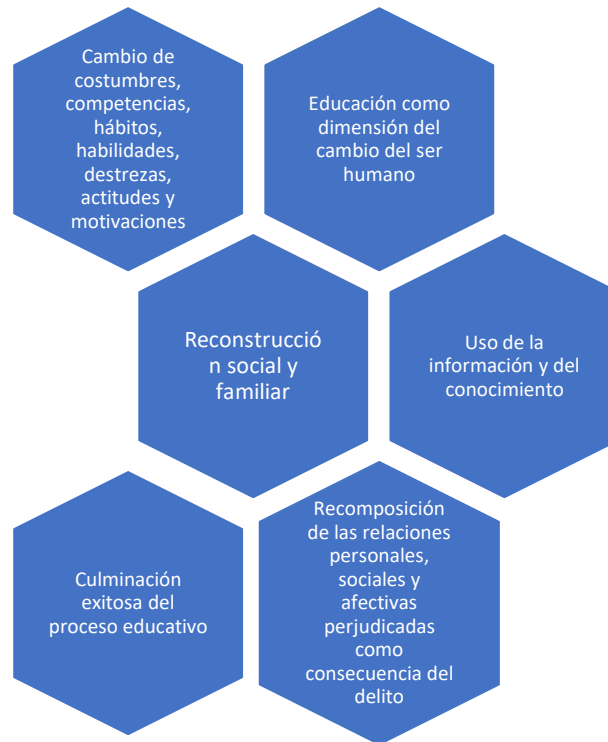 Cambio de
costumbres,
competencias,
hábitos,
habilidades,
destrezas,
actitudes y
motivaciones
Educación como
dimensión del
cambio del ser
humano
Reconstrucció
n social y
familiar
Uso de la
información y del
conocimiento
Culminación
exitosa del
proceso educativo
Recomposición
de las relaciones
personales,
sociales y
afectivas
perjudicadas
como
consecuencia del
delito